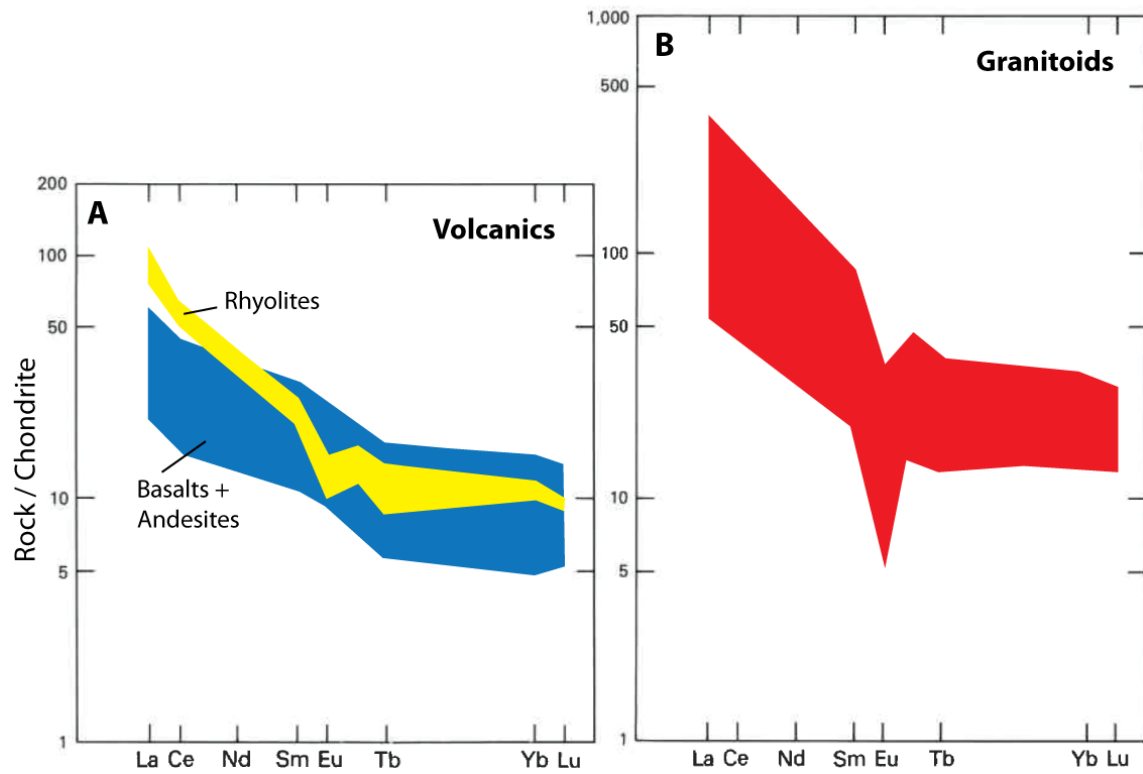 A
Volcanics
200
100
50
10
5
1
Rock / Chondrite
Rhyolites
Basalts +
Andesites
La Ce Nd Sm Eu Tb Yb Lu
B
Granitoids
1,000
500
100
50
10
5
1
La Ce Nd Sm Eu Tb Yb Lu